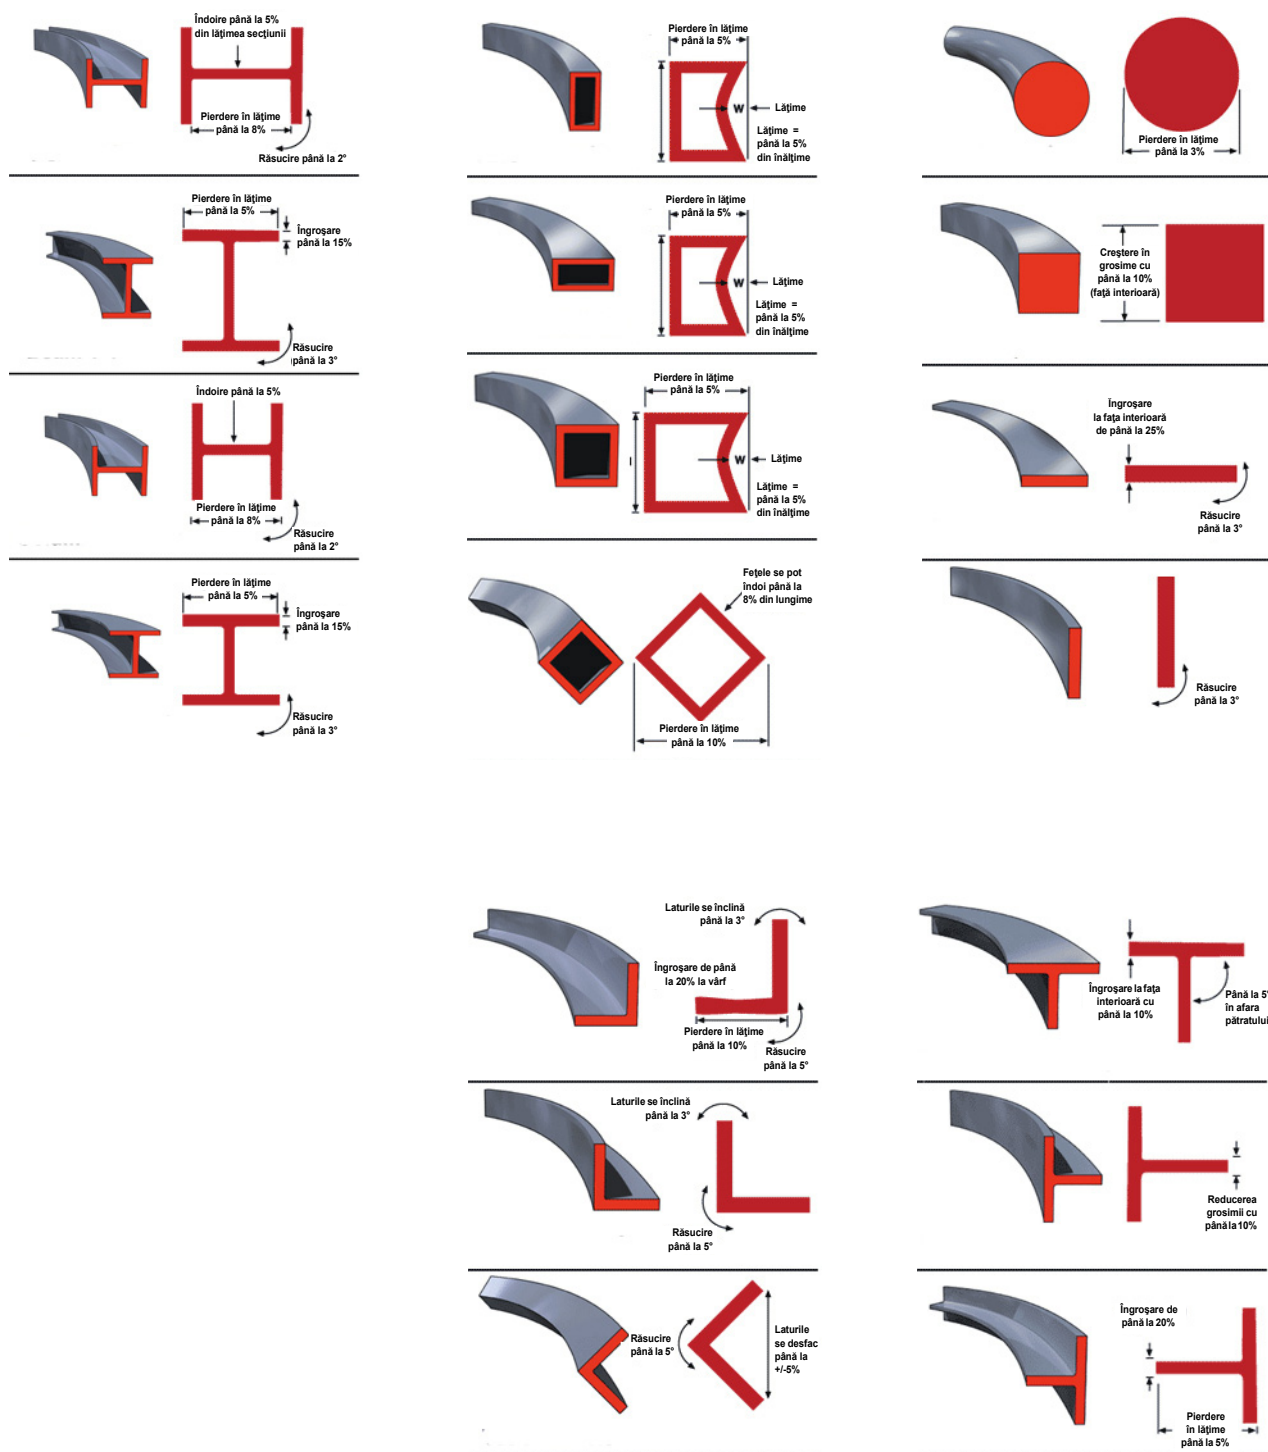 Îndoire până la 5%
din lățimea secțiunii
Pierdere în lățime
până la 8%
Răsucire până la 2°
Pierdere în lățime
până la 5%
Îngroșare
până la 15%
Răsucire
până la 3°
Îndoire până la 5%
Pierdere în lățime
până la 8%
Răsucire
până la 2°
Pierdere în lățime
până la 5%
Îngroșare
până la 15%
Răsucire
până la 3°
Pierdere în lățime
până la 5%
W
Lățime
Lățime =
până la 5%
din înălțime
Pierdere în lățime
până la 5%
W
Lățime
Lățime =
până la 5%
din înălțime
Pierdere în lățime
până la 5%
W
Lățime
Lățime =
până la 5%
din înălțime
Fețele se pot
îndoi până la
8% din lungime
Pierdere în lățime
până la 10%
Pierdere în lățime
până la 3%
Creștere în
grosime cu
până la 10%
(față interioară)
Îngroșare
la fața interioară
de până la 25%
Răsucire
până la 3°
Răsucire
până la 3°
Laturile se înclină
până la 3°
Îngroșare de până
la 20% la vârf
Pierdere în lățime
până la 10%
Răsucire
până la 5°
Laturile se înclină
până la 3°
Răsucire
până la 5°
Răsucire
până la 5°
Laturile
se desfac
până la
+/-5%
Îngroșare la fața
interioară cu
până la 10%
Până la 5°
în afara
pătratului
Reducerea
grosimii cu
până la 10%
Îngroșare de
până la 20%
Pierdere
în lățime
până la 5%